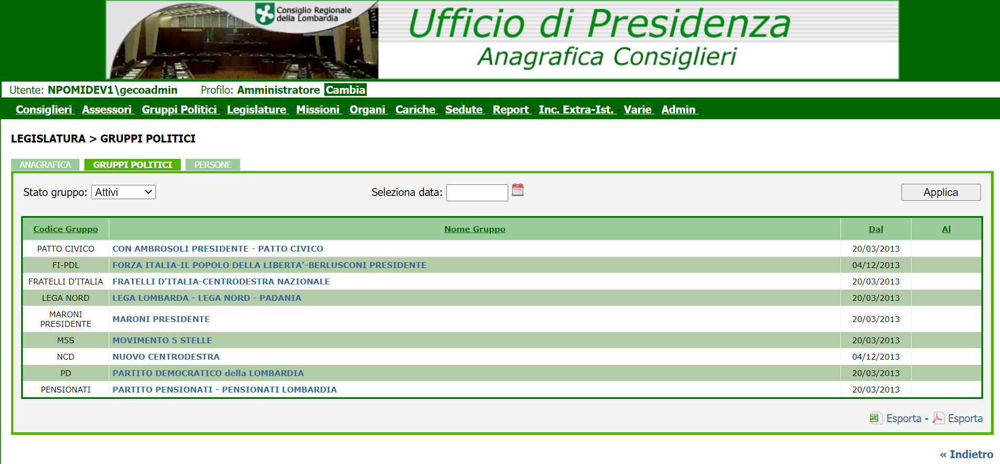 Consiglio Regionale
della Lombardia
Ufficio di Presidenza
Anagrafica Consiglieri
Utente: NPOMIDEV1\gecoadmin Profilo: Amministratore Cambia
Consiglieri - Assessori - Gruppi Politici - Legislature - Missioni - Organi - Cariche - Sedute - Report - Inc. Extra-Ist. - Varie - Admin -
LEGISLATURA > GRUPPI POLITICI
ANAGRAFICA GRUPPI POLITICI PERSONE
Stato gruppo: Attivi Seleziona data: Applica
Codice Gruppo Nome Gruppo Dal Al
PATTO CIVICO CON AMBROSOLI PRESIDENTE - PATTO CIVICO 20/03/2013
FI-PDL FORZA ITALIA-IL POPOLO DELLA LIBERTA'-BERLUSCONI PRESIDENTE 04/12/2013
FRATELLI D'ITALIA FRATELLI D'ITALIA-CENTRODESTRA NAZIONALE 20/03/2013
LEGA NORD LEGA LOMBARDA - LEGA NORD - PADANIA 20/03/2013
MARONI
PRESIDENTE MARONI PRESIDENTE 20/03/2013
M5S MOVIMENTO 5 STELLE 20/03/2013
NCD NUOVO CENTRODESTRA 04/12/2013
PD PARTITO DEMOCRATICO della LOMBARDIA 20/03/2013
PENSIONATI PARTITO PENSIONATI - PENSIONATI LOMBARDIA 20/03/2013
Esporta - Esporta
« Indietro